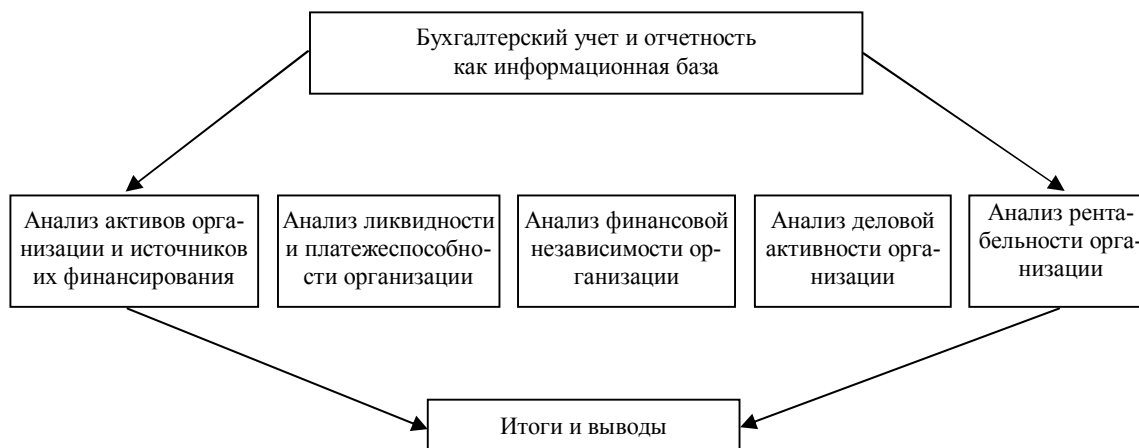 Бухгалтерский учет и отчетность
как информационная база
Анализ активов орга-
низации и источников
их финансирования
Анализ ликвидности
и платежеспособно-
сти организации
Анализ финансовой
независимости ор-
ганизации
Анализ деловой
активности орга-
низации
Анализ рента-
бельности орга-
низации
Итоги и выводы